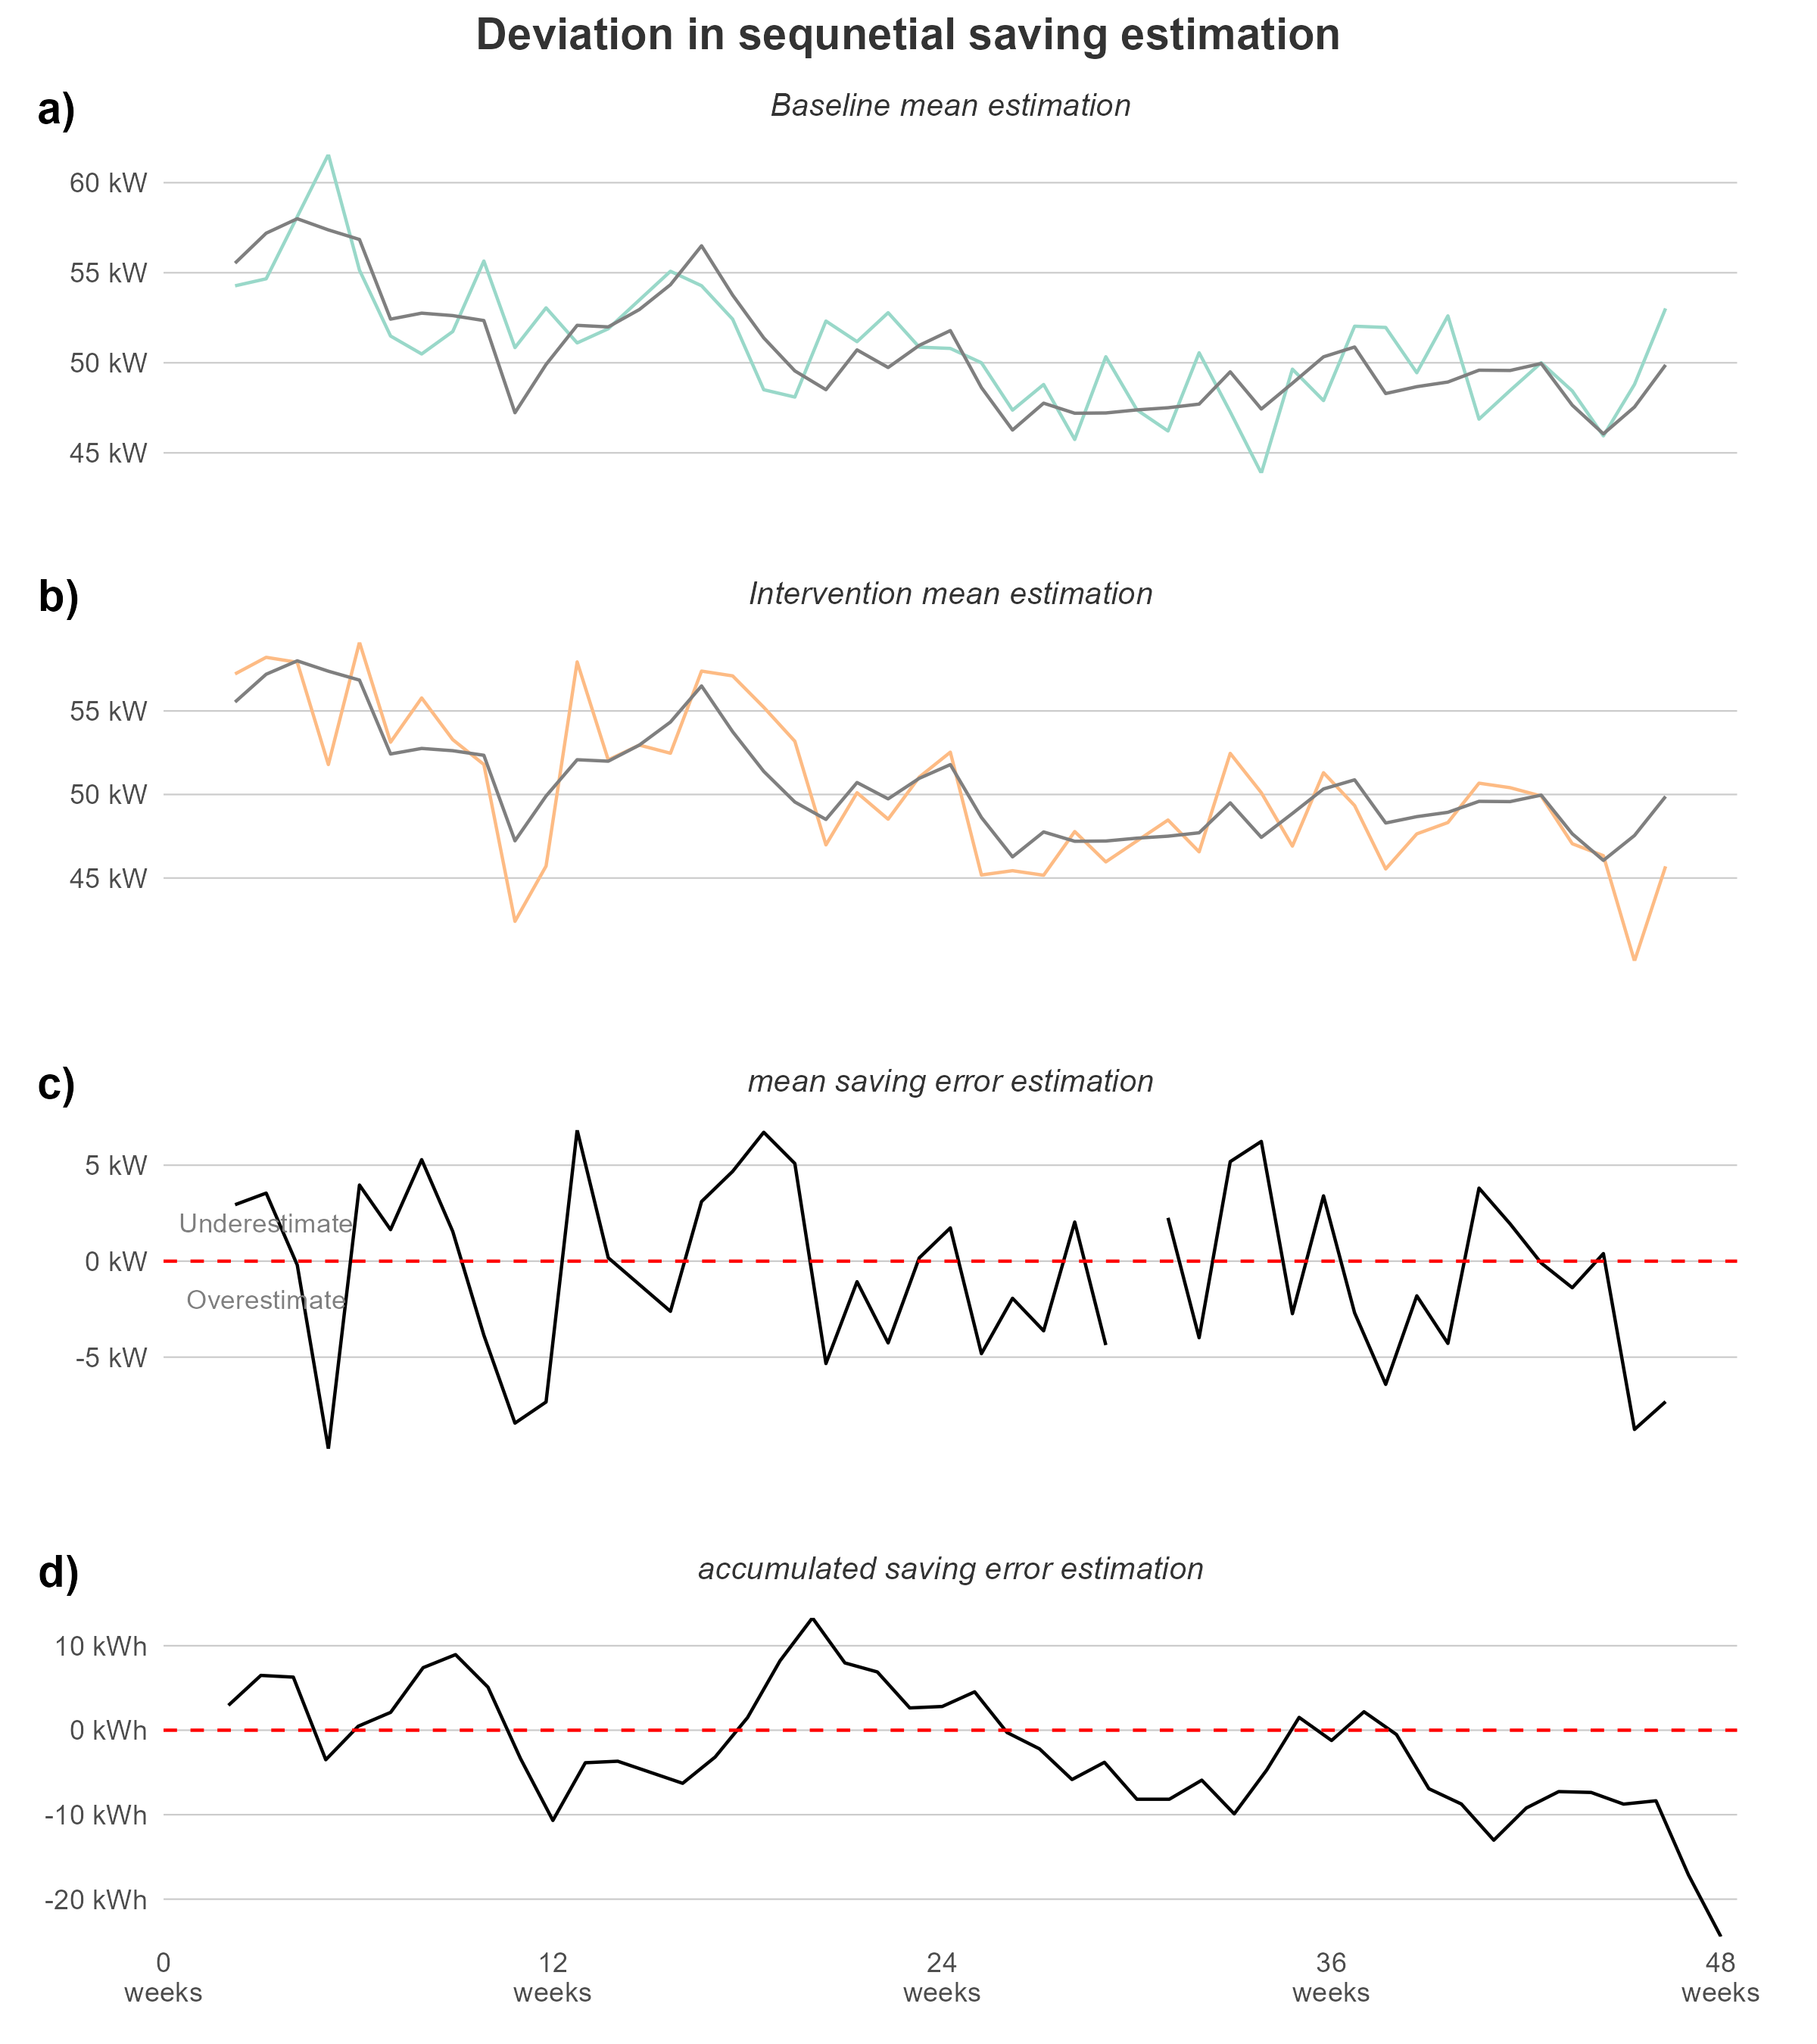 Deviation in sequnetial saving estimation
a)
Baseline mean estimation
60 kW
55 kW
50 kW
45 kW
b)
Intervention mean estimation
55 kW
50 kW
45 kW
c)
mean saving error estimation
5 kW
Underestimate
0 kW
Overestimate
-5 kW
d)
accumulated saving error estimation
10 kWh
0 kWh
-10 kWh
-20 kWh
0 12 24 36 48
weeks weeks weeks weeks weeks